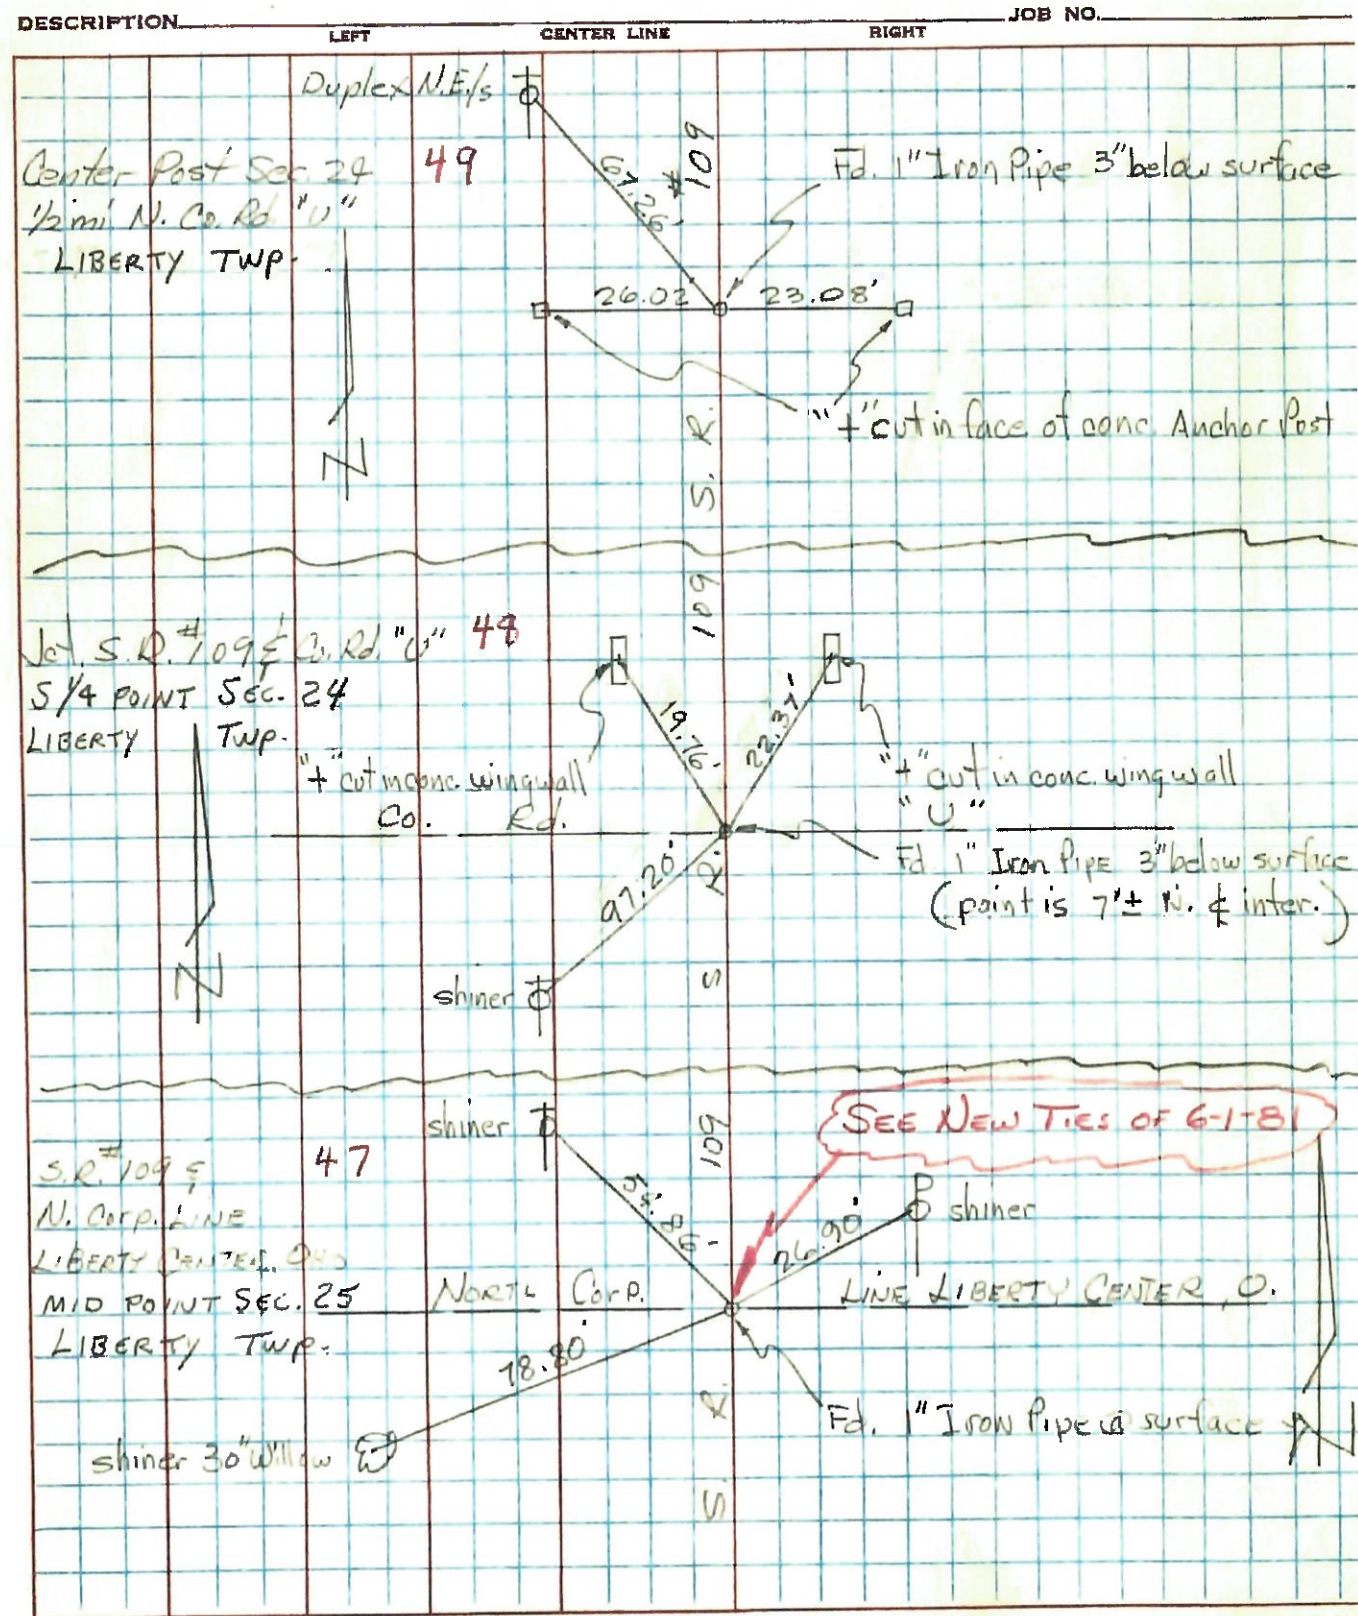 DESCRIPTION JOB NO.
LEFT CENTER LINE RIGHT
Duplex N.E/s
Center Post Sec. 24 49
1/2 mi N. Co. Rd. "U"
LIBERTY TWP.
67.26'
# 109
Fd. 1" Iron Pipe 3" below surface
26.02 23.08'
"+" cut in face of conc. Anchor Post
N
S. R.
109
Jct. S.R. #109 & Co. Rd. "U" 48
S 1/4 POINT SEC. 24
LIBERTY TWP.
19.76'
22.37'
"+" cut in conc. wingwall
"+" cut in conc. wingwall
Co. Rd. "U"
Fd. 1" Iron Pipe 3" below surface
(point is 7'± N. ¢ inter.)
97.20'
R.
S
N
shiner
shiner
109
SEE NEW TIES OF 6-1-81
S.R. #109 & 47
N. Corp. LINE
LIBERTY CENTER, OHIO
MID POINT SEC. 25
LIBERTY TWP.
26.90'
shiner
NORTH Corp. LINE LIBERTY CENTER, O.
78.80'
Fd. 1" Iron Pipe @ surface
shiner 30" Willow
S. R.
N